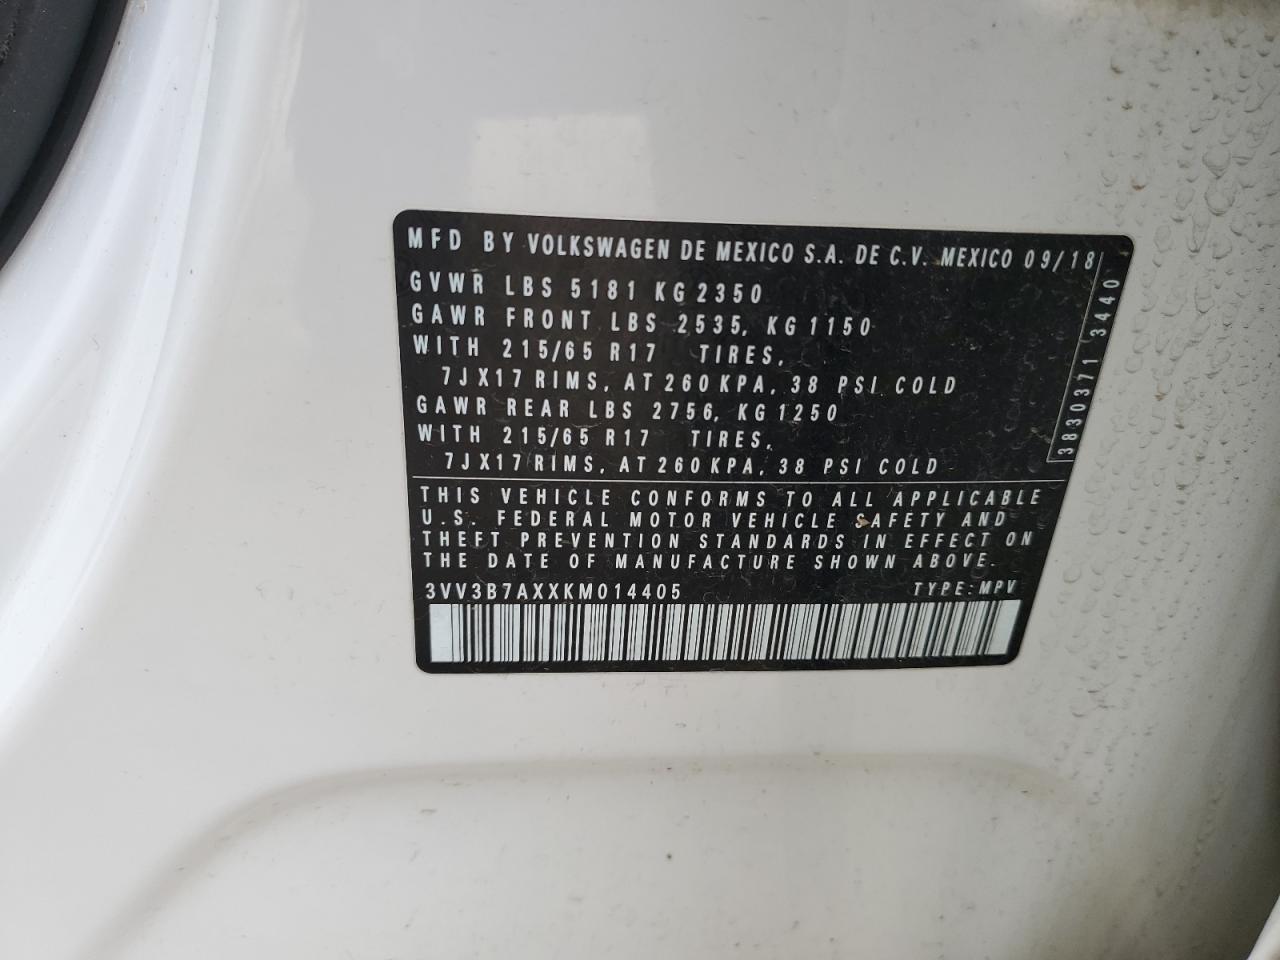 MFD BY VOLKSWAGEN DE MEXICO S.A. DE C.V. MEXICO 09/18
GVWR LBS 5181 KG 2350
GAWR FRONT LBS 2535, KG 1150
WITH 215/65 R17 TIRES,
7JX17 RIMS, AT 260 KPA, 38 PSI COLD
GAWR REAR LBS 2756, KG 1250
WITH 215/65 R17 TIRES,
7JX17 RIMS, AT 260 KPA, 38 PSI COLD
3830371 3440
THIS VEHICLE CONFORMS TO ALL APPLICABLE
U.S. FEDERAL MOTOR VEHICLE SAFETY AND
THEFT PREVENTION STANDARDS IN EFFECT ON
THE DATE OF MANUFACTURE SHOWN ABOVE.
3VV3B7AXXKM014405 TYPE: MPV